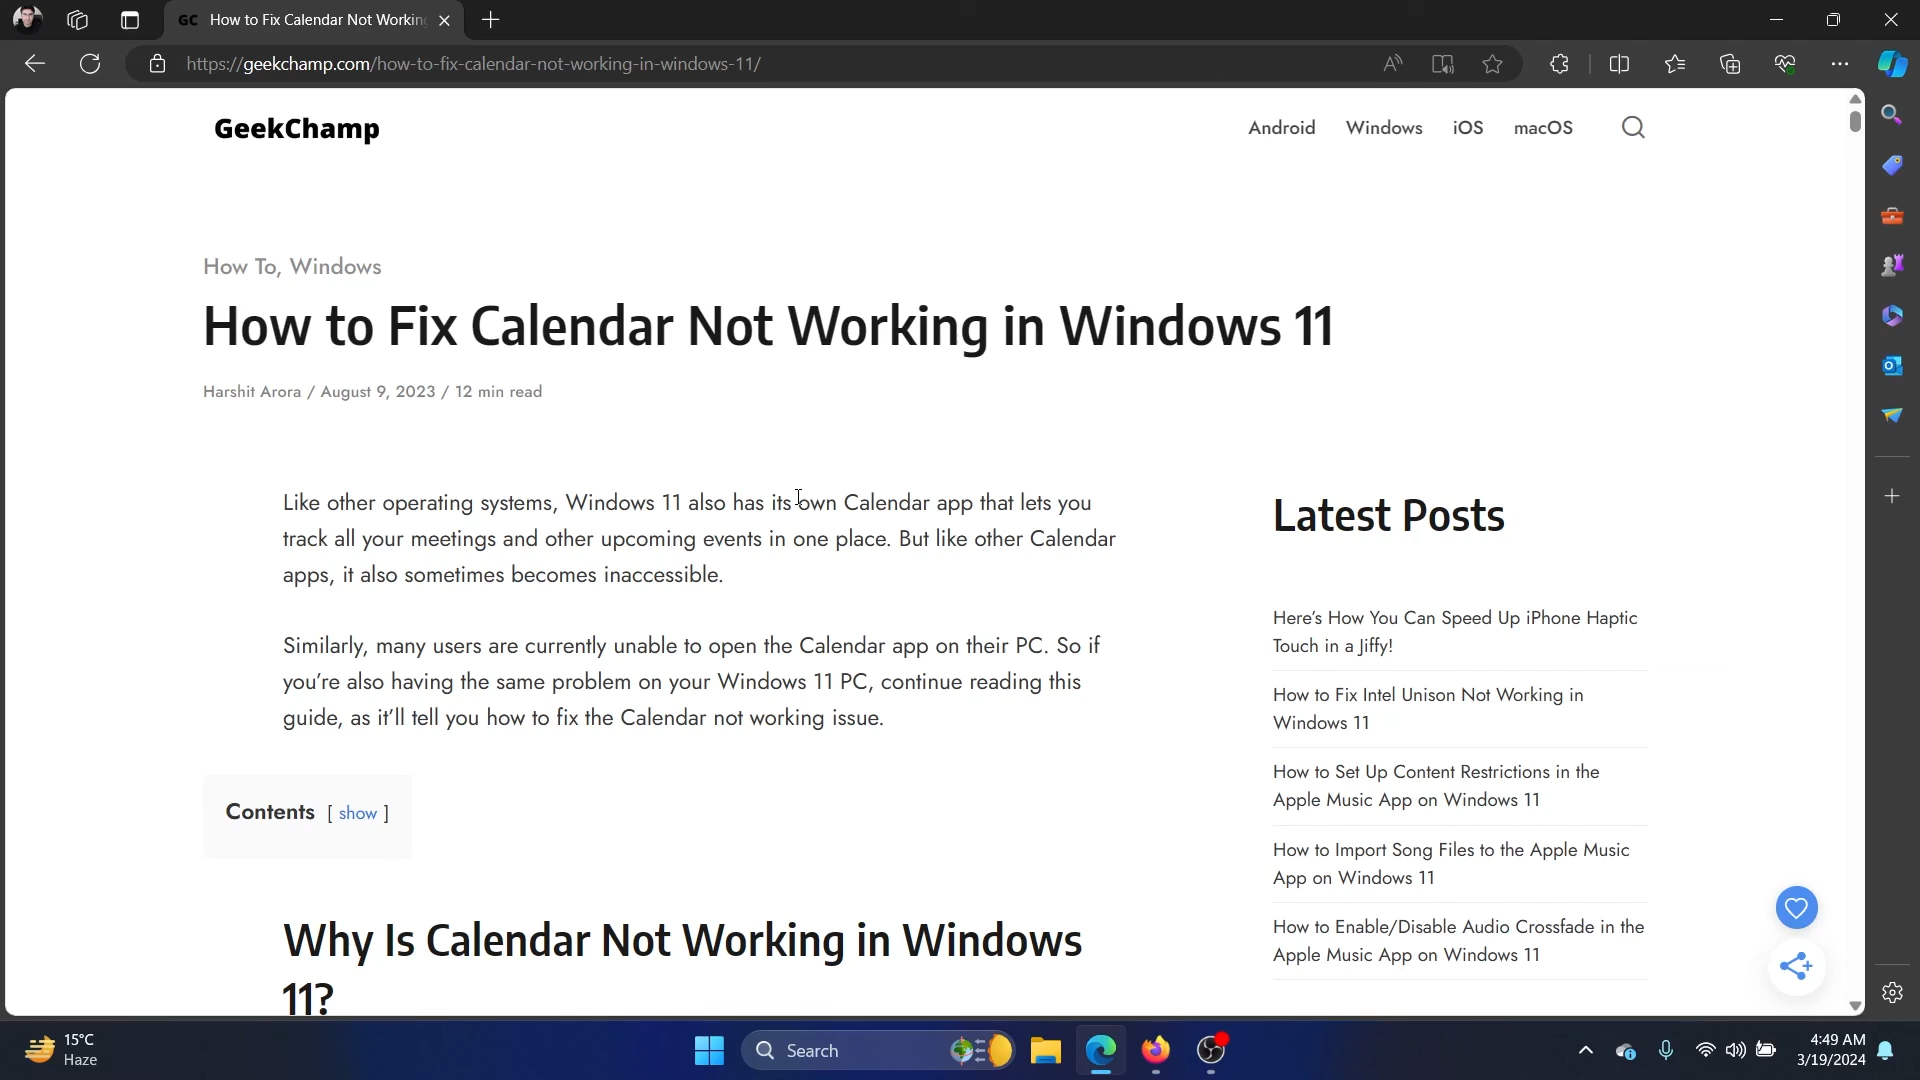 GC How to Fix Calendar Not Workin
https://geekchamp.com/how-to-fix-calendar-not-working-in-windows-11/
GeekChamp
Android Windows iOS macOS
How To, Windows
How to Fix Calendar Not Working in Windows 11
Harshit Arora / August 9, 2023 / 12 min read
Like other operating systems, Windows 11 also has its own Calendar app that lets you
track all your meetings and other upcoming events in one place. But like other Calendar
apps, it also sometimes becomes inaccessible.
Similarly, many users are currently unable to open the Calendar app on their PC. So if
you're also having the same problem on your Windows 11 PC, continue reading this
guide, as it'll tell you how to fix the Calendar not working issue.
Contents [ show ]
Why Is Calendar Not Working in Windows
11?
Latest Posts
Here's How You Can Speed Up iPhone Haptic
Touch in a Jiffy!
How to Fix Intel Unison Not Working in
Windows 11
How to Set Up Content Restrictions in the
Apple Music App on Windows 11
How to Import Song Files to the Apple Music
App on Windows 11
How to Enable/Disable Audio Crossfade in the
Apple Music App on Windows 11
15°C
Haze
Search
4:49 AM
3/19/2024